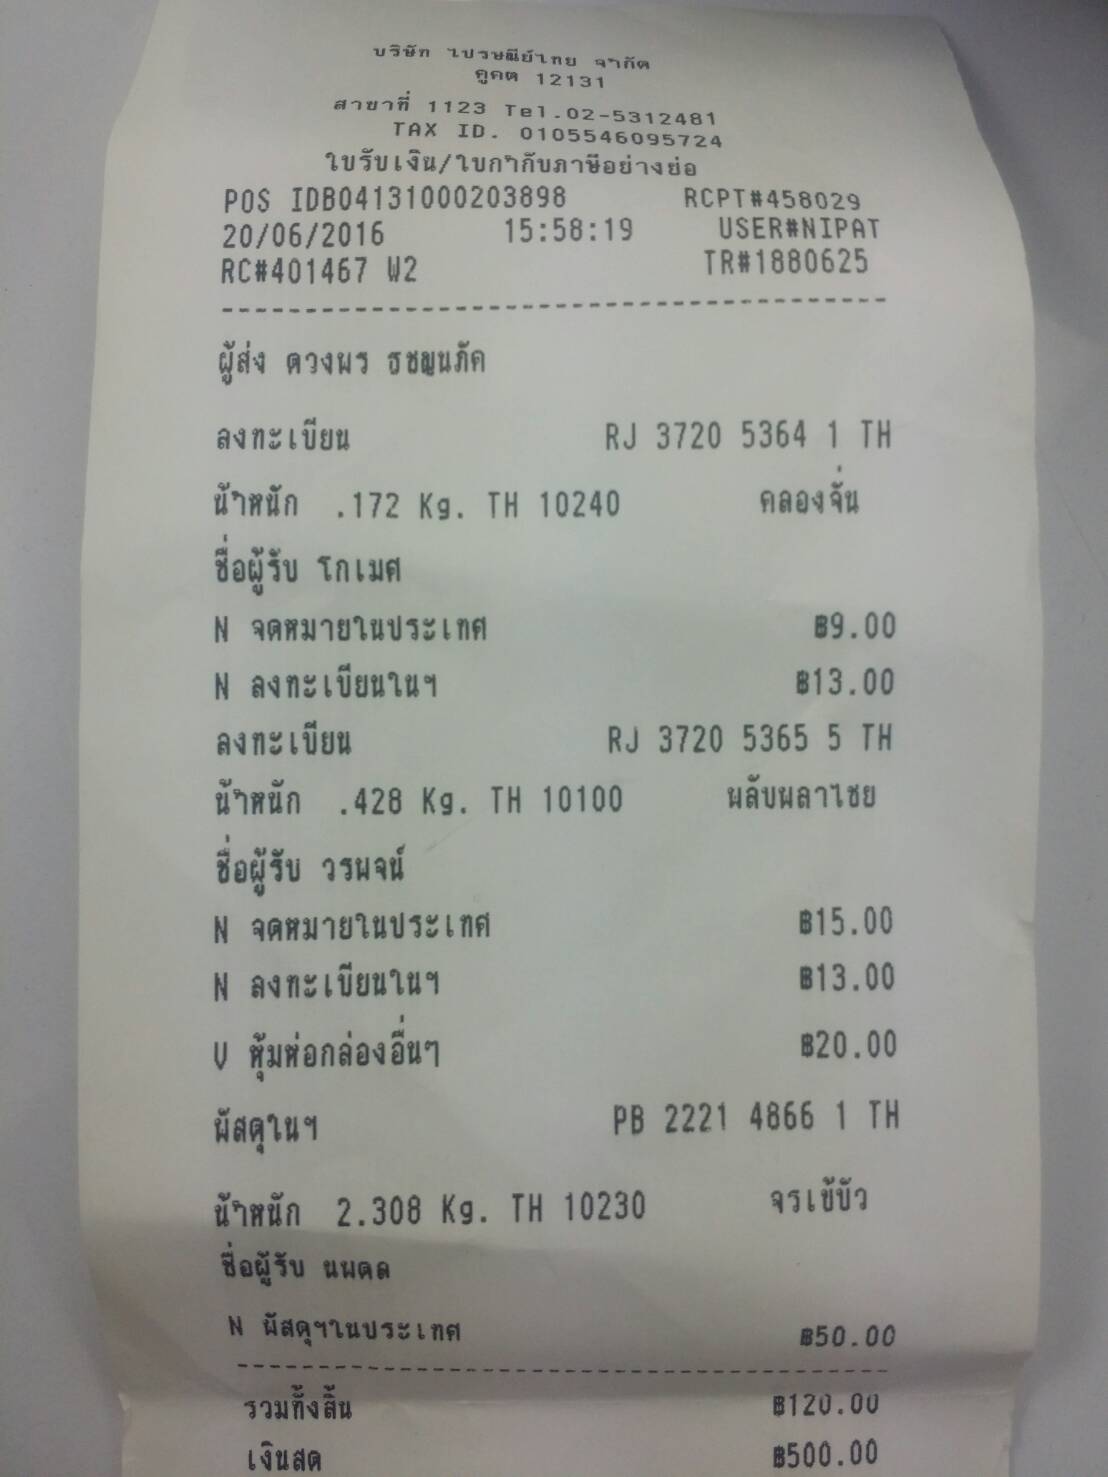 บริษัท ไปรษณีย์ไทย จำกัด
คูคต 12131
สาขาที่ 1123 Tel.02-5312481
TAX ID. 0105546095724
ใบรับเงิน/ใบกำกับภาษีอย่างย่อ
POS IDB04131000203898 RCPT#458029
20/06/2016 15:58:19 USER#NIPAT
RC#401467 W2 TR#1880625
ผู้ส่ง ดวงพร ธชญนภัค
ลงทะเบียน RJ 3720 5364 1 TH
น้ำหนัก .172 Kg. TH 10240 คลองจั่น
ชื่อผู้รับ โกเมศ
N จดหมายในประเทศ ฿9.00
N ลงทะเบียนในฯ ฿13.00
ลงทะเบียน RJ 3720 5365 5 TH
น้ำหนัก .428 Kg. TH 10100 พลับพลาไชย
ชื่อผู้รับ วรพจน์
N จดหมายในประเทศ ฿15.00
N ลงทะเบียนในฯ ฿13.00
V หุ้มห่อกล่องอื่นๆ ฿20.00
พัสดุในฯ PB 2221 4866 1 TH
น้ำหนัก 2.308 Kg. TH 10230 จรเข้บัว
ชื่อผู้รับ นพดล
N พัสดุฯในประเทศ ฿50.00
รวมทั้งสิ้น ฿120.00
เงินสด ฿500.00